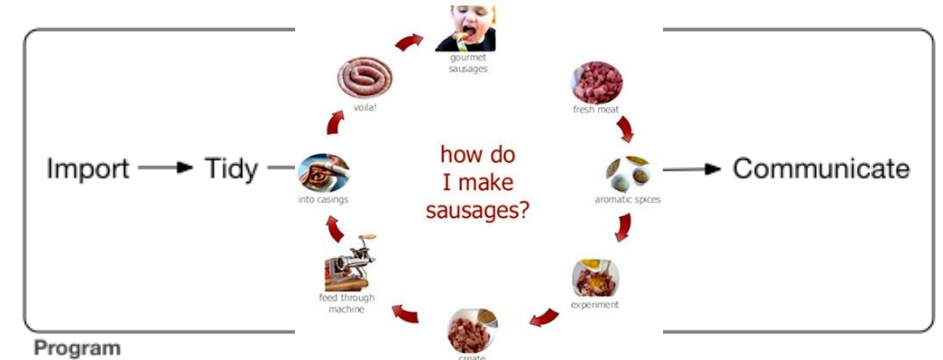 gourmet
sausages
voila!
fresh meat
how do
I make
sausages?
Import
Tidy
Communicate
into casings
aromatic spices
feed through
machine
experiment
create
Program